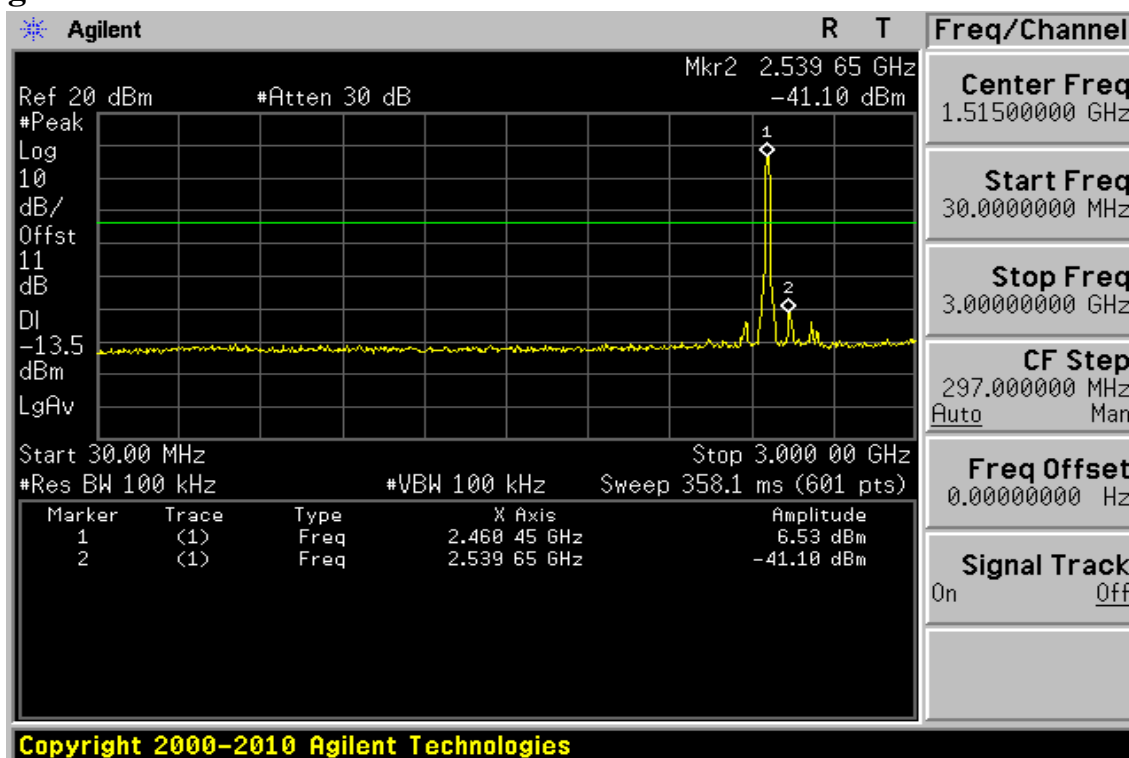 Agilent R T
Mkr2 2.539 65 GHz
Ref 20 dBm #Atten 30 dB -41.10 dBm
#Peak
Log
10
dB/
Offst
11
dB
DI
-13.5
dBm
LgAv
1
2
Start 30.00 MHz Stop 3.000 00 GHz
#Res BW 100 kHz #VBW 100 kHz Sweep 358.1 ms (601 pts)
Marker Trace Type X Axis Amplitude
1 (1) Freq 2.460 45 GHz 6.53 dBm
2 (1) Freq 2.539 65 GHz -41.10 dBm
Freq/Channel
Center Freq
1.51500000 GHz
Start Freq
30.0000000 MHz
Stop Freq
3.00000000 GHz
CF Step
297.000000 MHz
Auto Man
Freq Offset
0.00000000 Hz
Signal Track
On Off
Copyright 2000-2010 Agilent Technologies